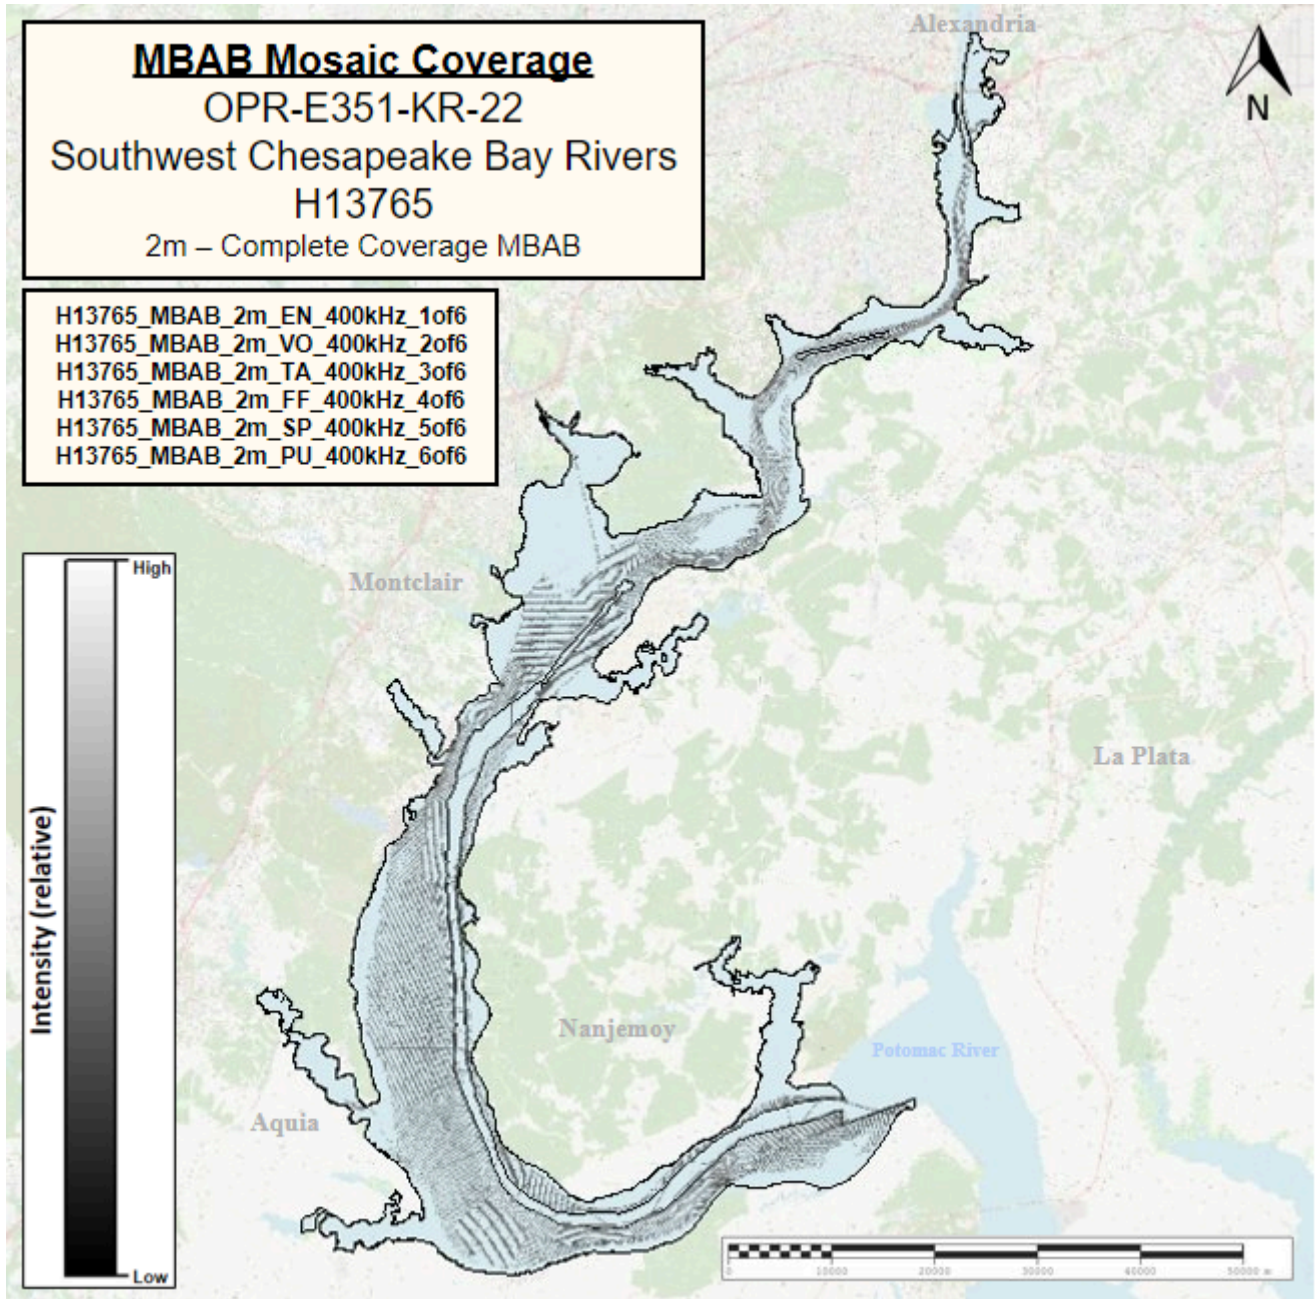 Alexandria
MBAB Mosaic Coverage
OPR-E351-KR-22
Southwest Chesapeake Bay Rivers
H13765
2m – Complete Coverage MBAB
N
H13765_MBAB_2m_EN_400kHz_1of6
H13765_MBAB_2m_VO_400kHz_2of6
H13765_MBAB_2m_TA_400kHz_3of6
H13765_MBAB_2m_FF_400kHz_4of6
H13765_MBAB_2m_SP_400kHz_5of6
H13765_MBAB_2m_PU_400kHz_6of6
High
Montclair
La Plata
Intensity (relative)
Nanjemoy
Potomac River
Aquia
Low
0 10000 20000 30000 40000 50000 m